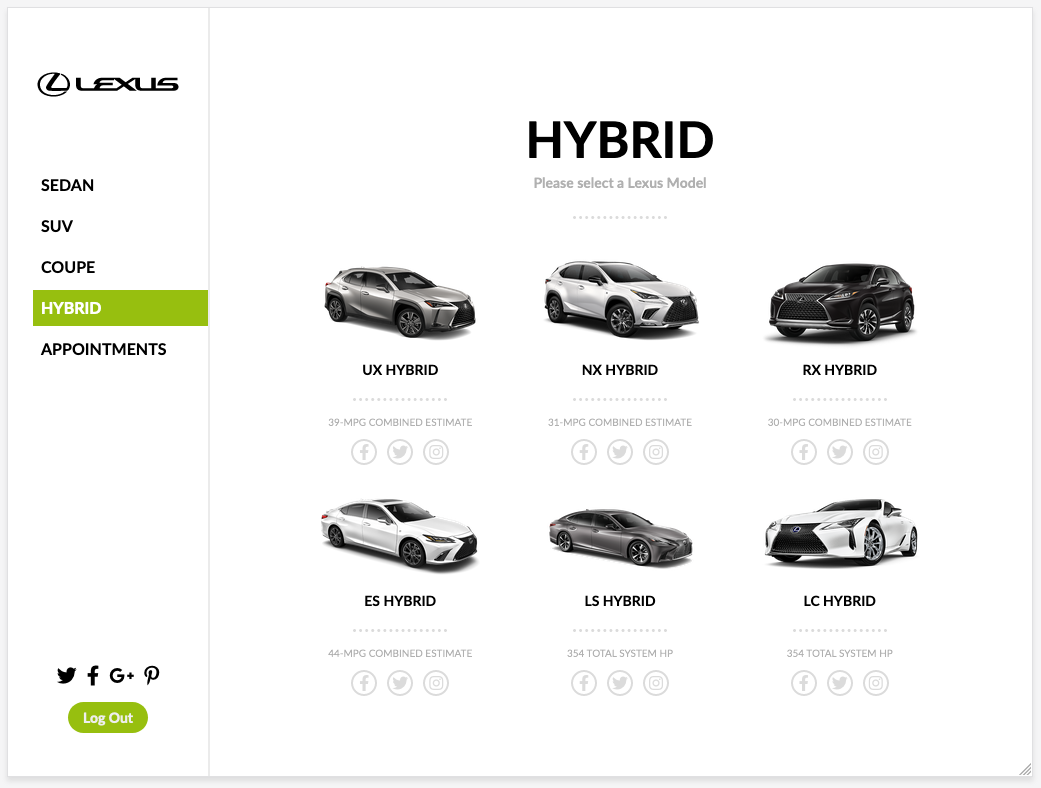 LEXUS
SEDAN
SUV
COUPE
HYBRID
APPOINTMENTS
Log Out
HYBRID
Please select a Lexus Model
UX HYBRID
39-MPG COMBINED ESTIMATE
NX HYBRID
31-MPG COMBINED ESTIMATE
RX HYBRID
30-MPG COMBINED ESTIMATE
ES HYBRID
44-MPG COMBINED ESTIMATE
LS HYBRID
354 TOTAL SYSTEM HP
LC HYBRID
354 TOTAL SYSTEM HP